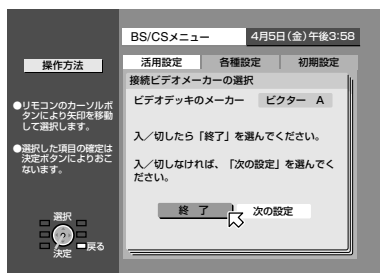 BS/CSメニュー
4月5日(金)午後3:58
操作方法
活用設定
各種設定
初期設定
接続ビデオメーカーの選択
●リモコンのカーソルボ
タンにより矢印を移動
して選択します。
●選択した項目の確定は
決定ボタンによりおこ
ないます。
ビデオデッキのメーカー ビクター A
入/切したら「終了」を選んでください。
入/切しなければ、「次の設定」を選んでく
ださい。
終 了
次の設定
選択
戻る
決定